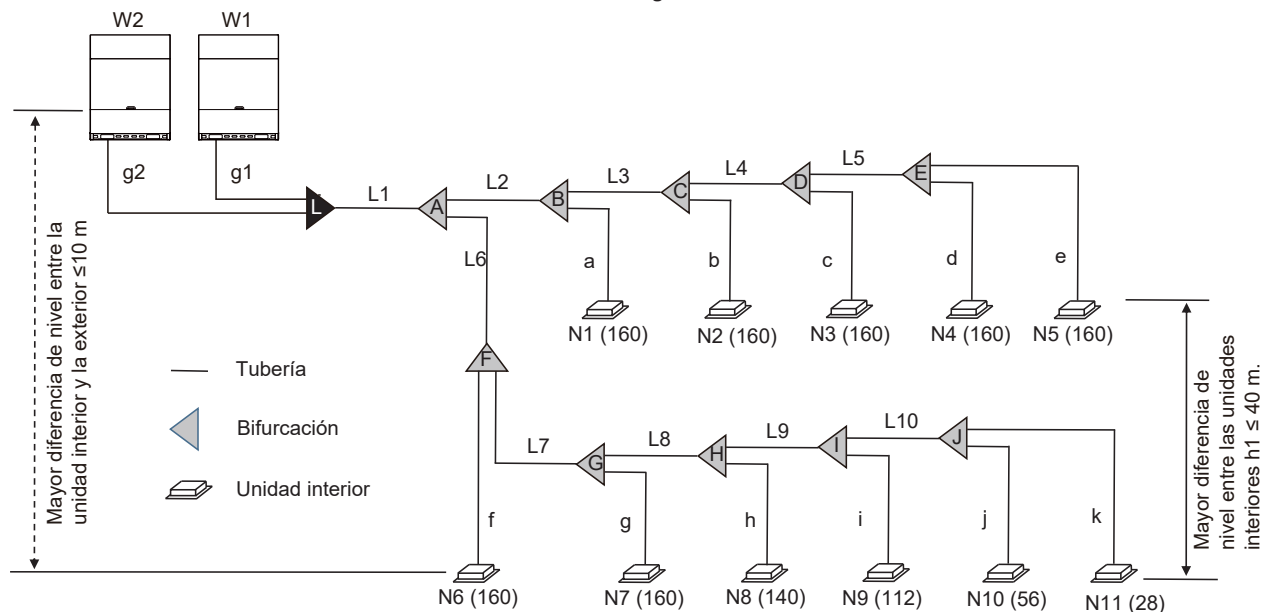 W2
W1
g2
g1
L
L1
A
L2
B
L3
C
L4
D
L5
E
L6
a
b
c
d
e
N1 (160)
N2 (160)
N3 (160)
N4 (160)
N5 (160)
Mayor diferencia de nivel entre la
unidad interior y la exterior ≤10 m
Tubería
Bifurcación
Unidad interior
F
L7
G
L8
H
L9
I
L10
J
f
g
h
i
j
k
N6 (160)
N7 (160)
N8 (140)
N9 (112)
N10 (56)
N11 (28)
Mayor diferencia de
nivel entre las unidades
interiores h1 ≤ 40 m.